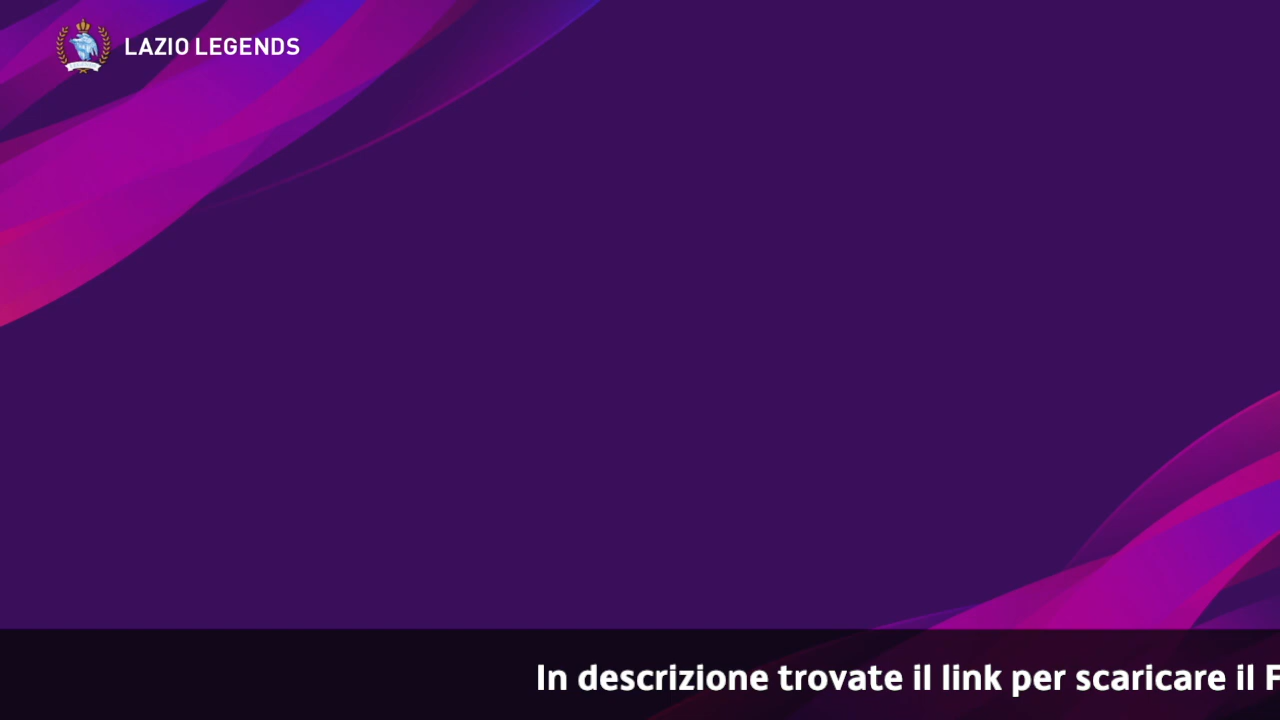 LAZIO LEGENDS
In descrizione trovate il link per scaricare il F